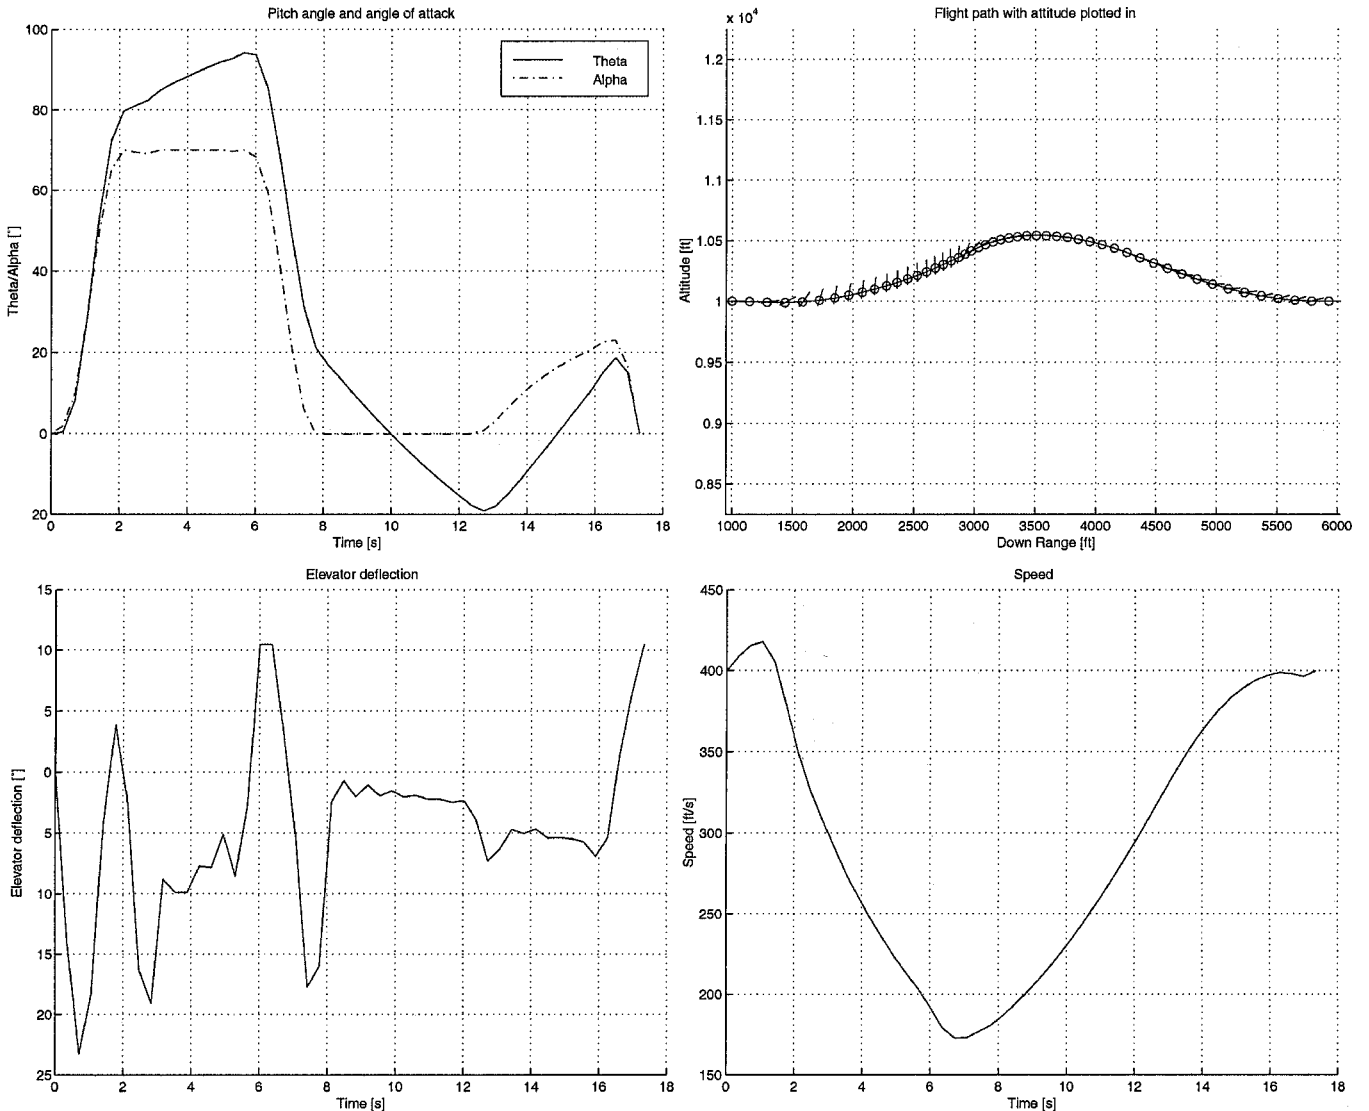 Pitch angle and angle of attack
100
80
60
40
20
0
20
0 2 4 6 8 10 12 14 16 18
Time [s]
Theta/Alpha [°]
Theta
Alpha
Flight path with attitude plotted in
x 10⁴
1.2
1.15
1.1
1.05
1
0.95
0.9
0.85
1000 1500 2000 2500 3000 3500 4000 4500 5000 5500 6000
Down Range [ft]
Altitude [ft]
Elevator deflection
15
10
5
0
5
10
15
20
25
0 2 4 6 8 10 12 14 16 18
Time [s]
Elevator deflection [°]
Speed
450
400
350
300
250
200
150
0 2 4 6 8 10 12 14 16 18
Time [s]
Speed [ft/s]